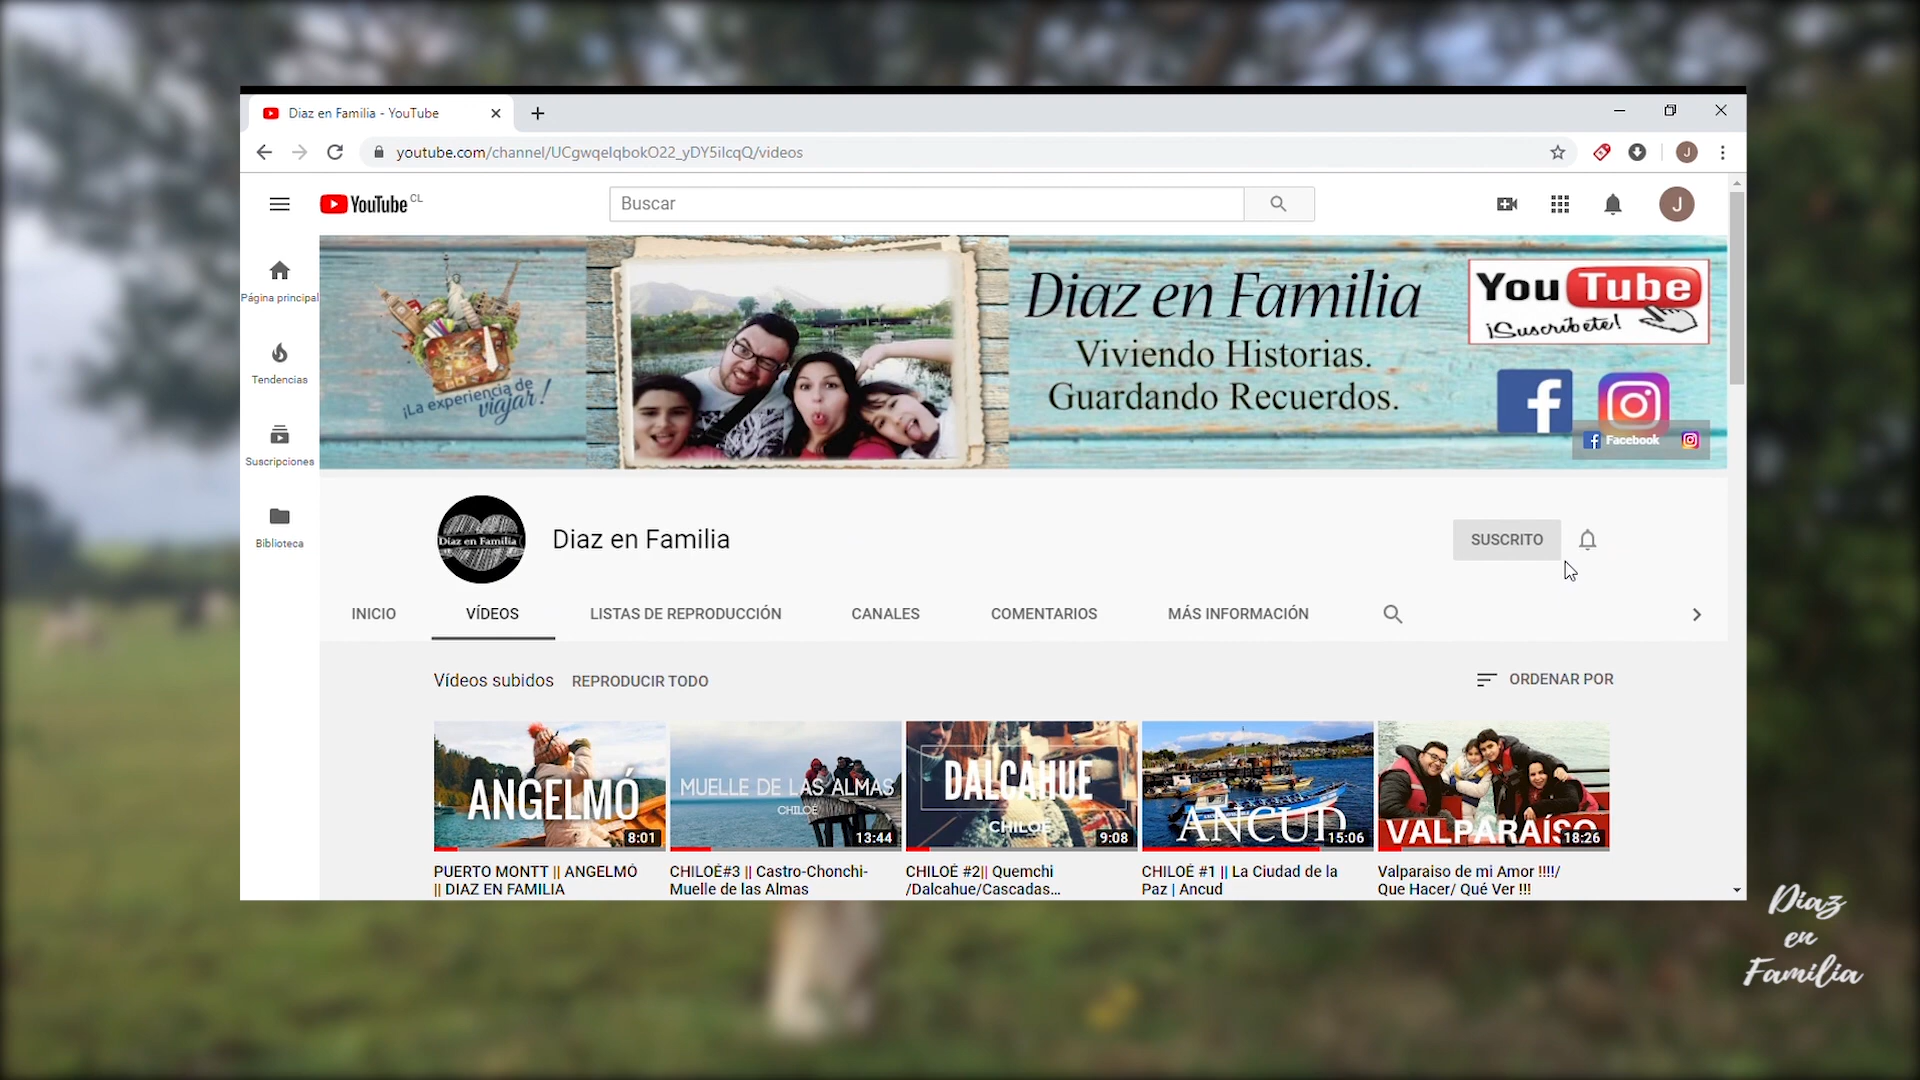 Diaz en Familia - YouTube
youtube.com/channel/UCgwqelqbokO22_yDY5ilcqQ/videos
J
YouTube CL
Buscar
J
Página principal
Tendencias
Suscripciones
Biblioteca
¡La experiencia de
viajar!
Diaz en Familia
Viviendo Historias.
Guardando Recuerdos.
You Tube
¡Suscríbete!
Facebook
Diaz en Familia
Diaz en Familia
SUSCRITO
INICIO
VÍDEOS
LISTAS DE REPRODUCCIÓN
CANALES
COMENTARIOS
MÁS INFORMACIÓN
Vídeos subidos
REPRODUCIR TODO
ORDENAR POR
ANGELMÓ
8:01
MUELLE DE LAS ALMAS
CHILOÉ
13:44
DALCAHUE
CHILOÉ
9:08
ANCUD
15:06
VALPARAÍSO
18:26
PUERTO MONTT || ANGELMÓ
|| DIAZ EN FAMILIA
CHILOÉ#3 || Castro-Chonchi-
Muelle de las Almas
CHILOÉ #2|| Quemchi
/Dalcahue/Cascadas...
CHILOÉ #1 || La Ciudad de la
Paz | Ancud
Valparaiso de mi Amor !!!!/
Que Hacer/ Qué Ver !!!
Diaz
en
Familia